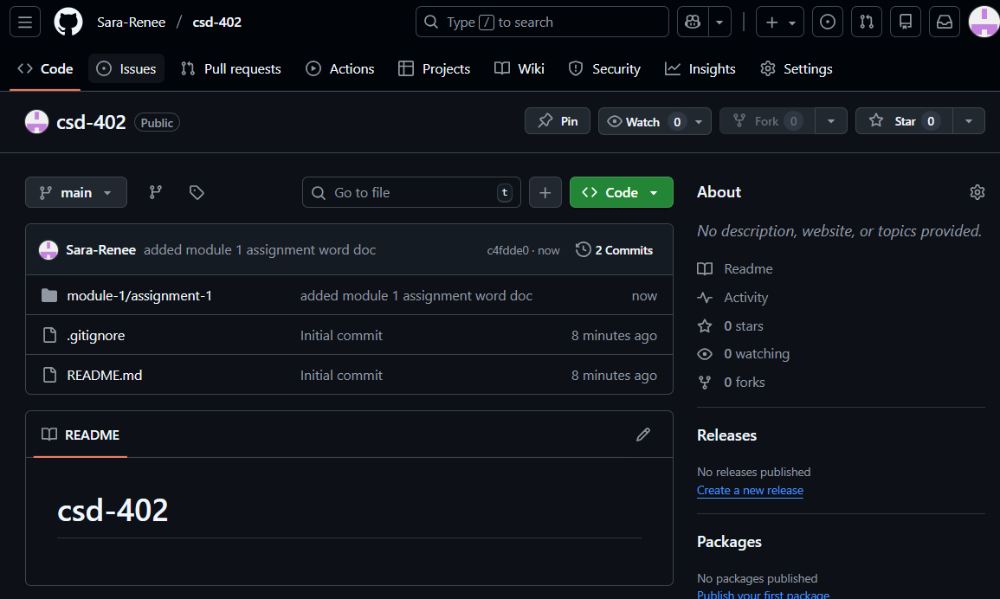 Sara-Renee / csd-402
Type / to search
Code
Issues
Pull requests
Actions
Projects
Wiki
Security
Insights
Settings
csd-402 Public
Pin
Watch 0
Fork 0
Star 0
main
Go to file t
Code
Sara-Renee added module 1 assignment word doc c4fdde0 · now 2 Commits
module-1/assignment-1 added module 1 assignment word doc now
.gitignore Initial commit 8 minutes ago
README.md Initial commit 8 minutes ago
README
csd-402
About
No description, website, or topics provided.
Readme
Activity
0 stars
0 watching
0 forks
Releases
No releases published
Create a new release
Packages
No packages published
Publish your first package